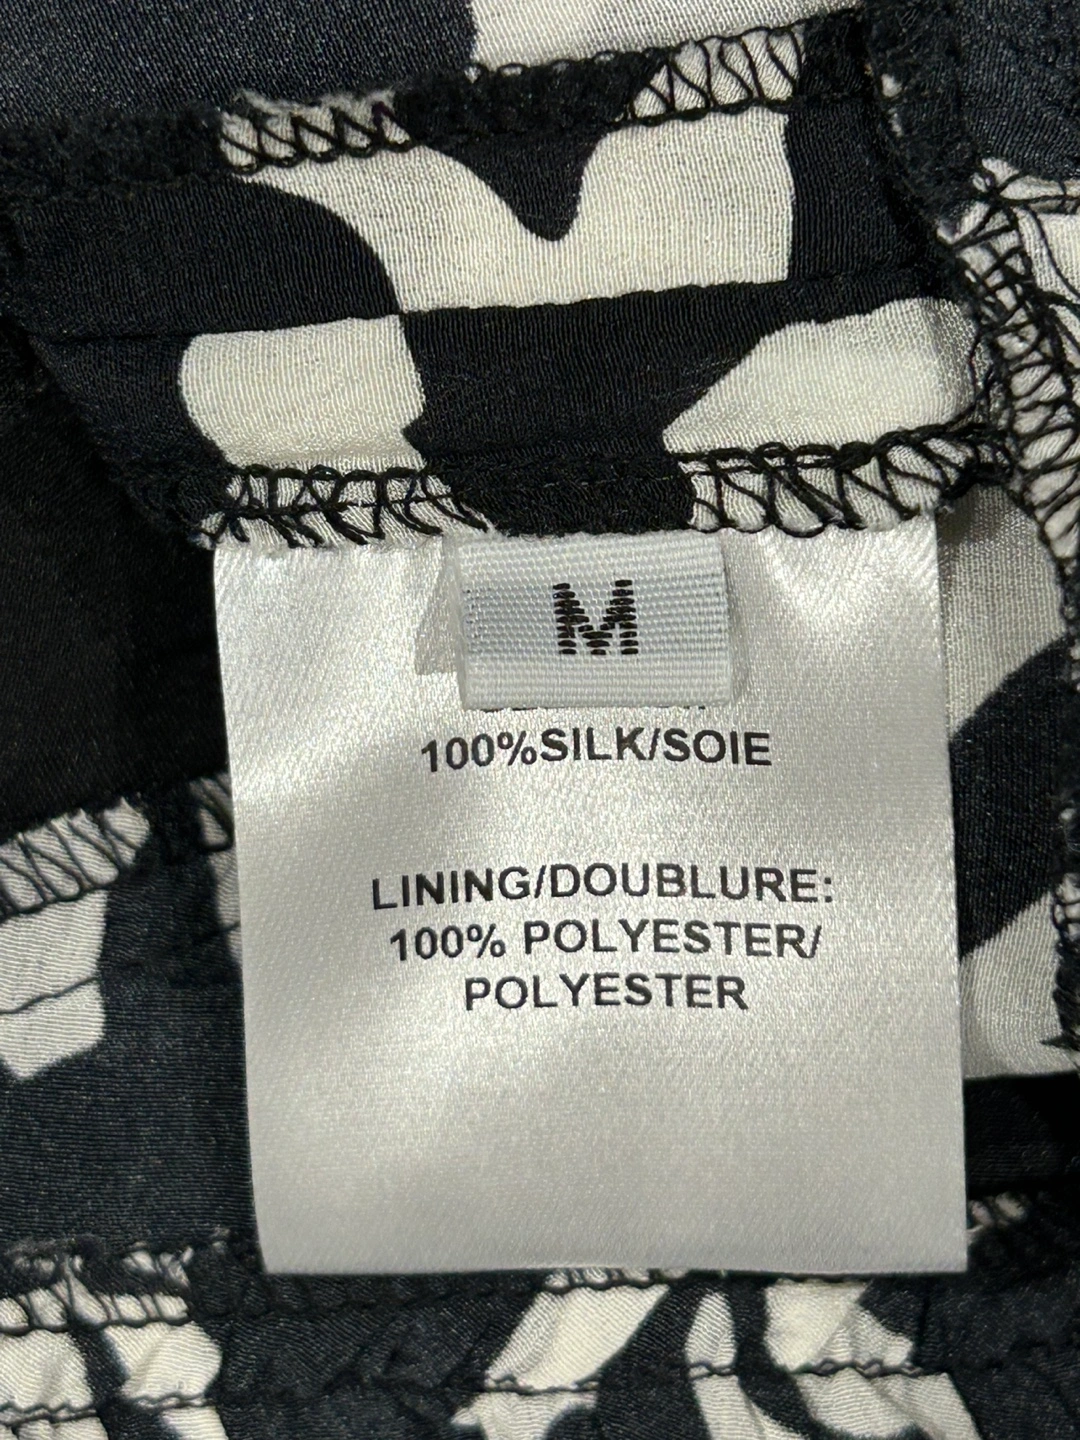 M
100%SILK/SOIE
LINING/DOUBLURE:
100% POLYESTER/
POLYESTER